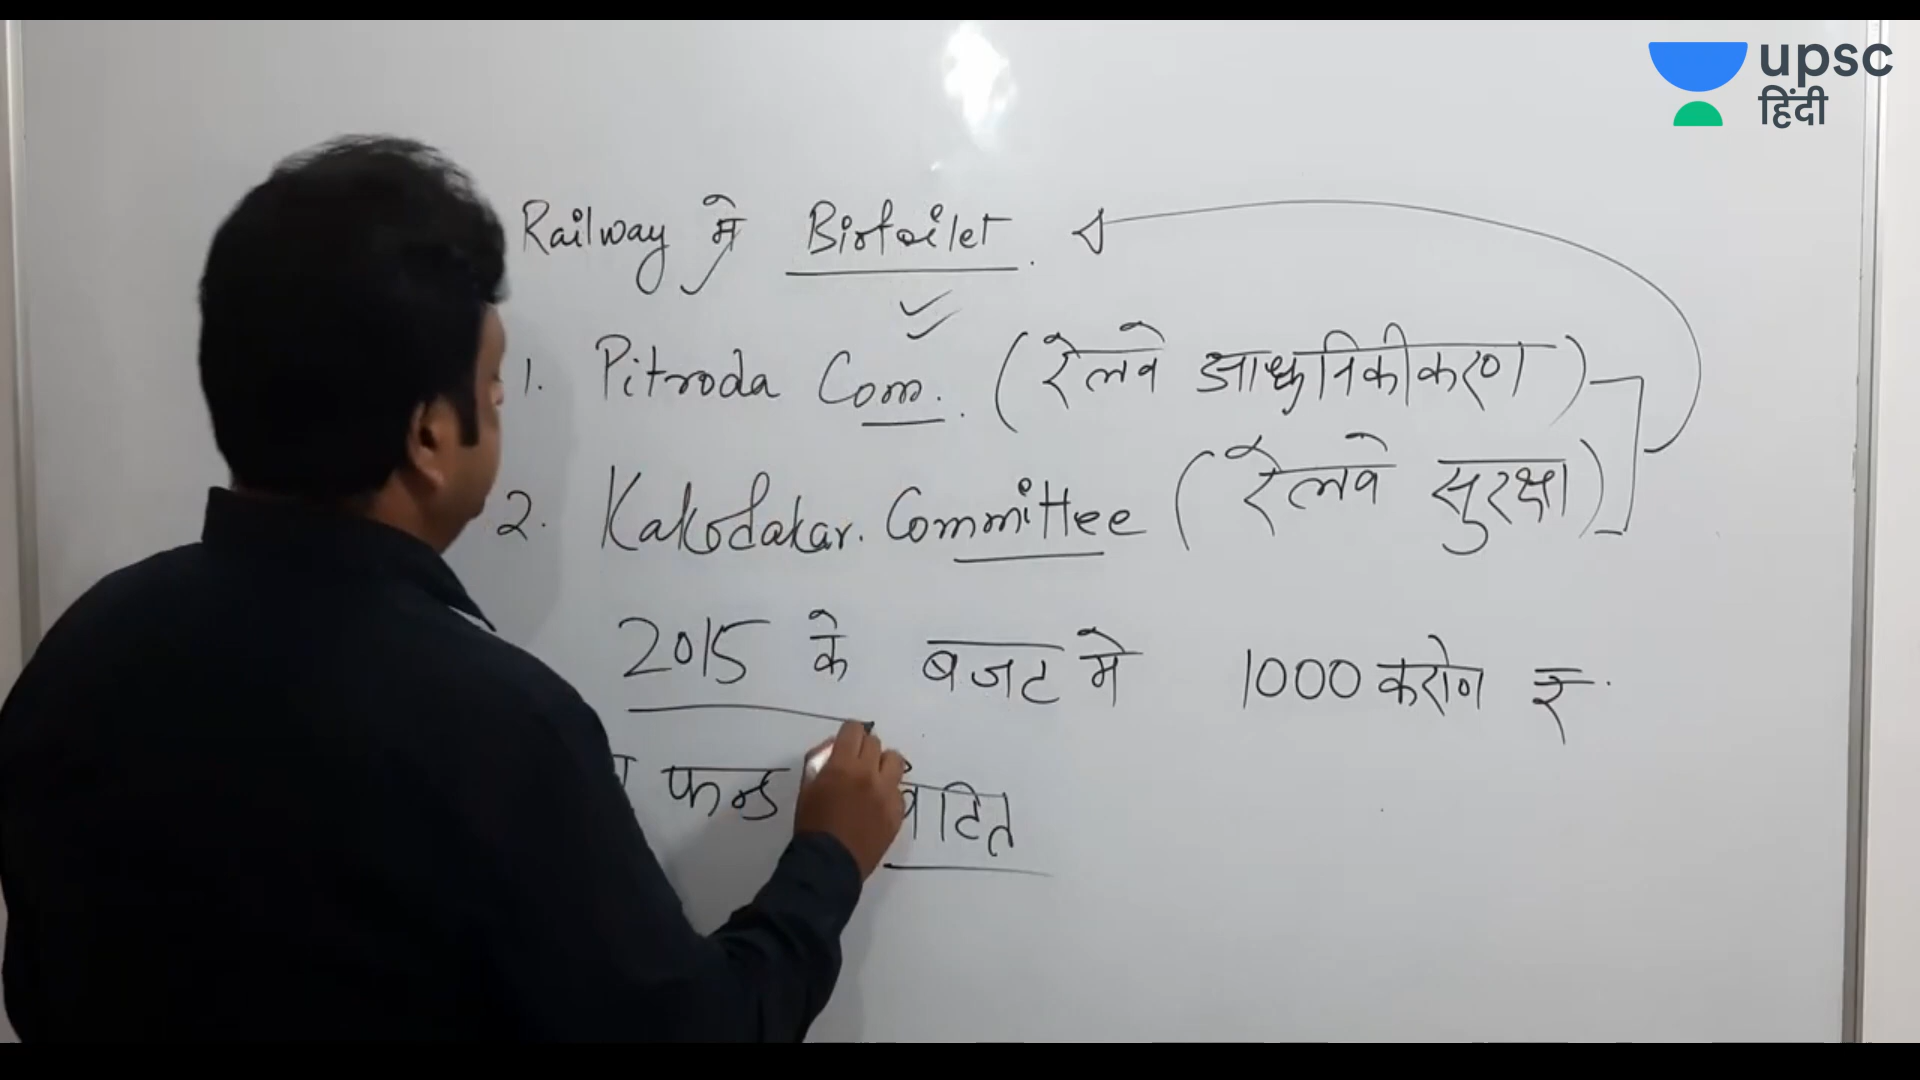 upsc
हिंदी
Railway में Biotoilet.
1. Pitroda Com. (रेलवे आधुनिकीकरण)
2. Kakodakar. Committee (रेलवे सुरक्षा)
2015 के बजट मे 1000 करोण रु.
फन्ड